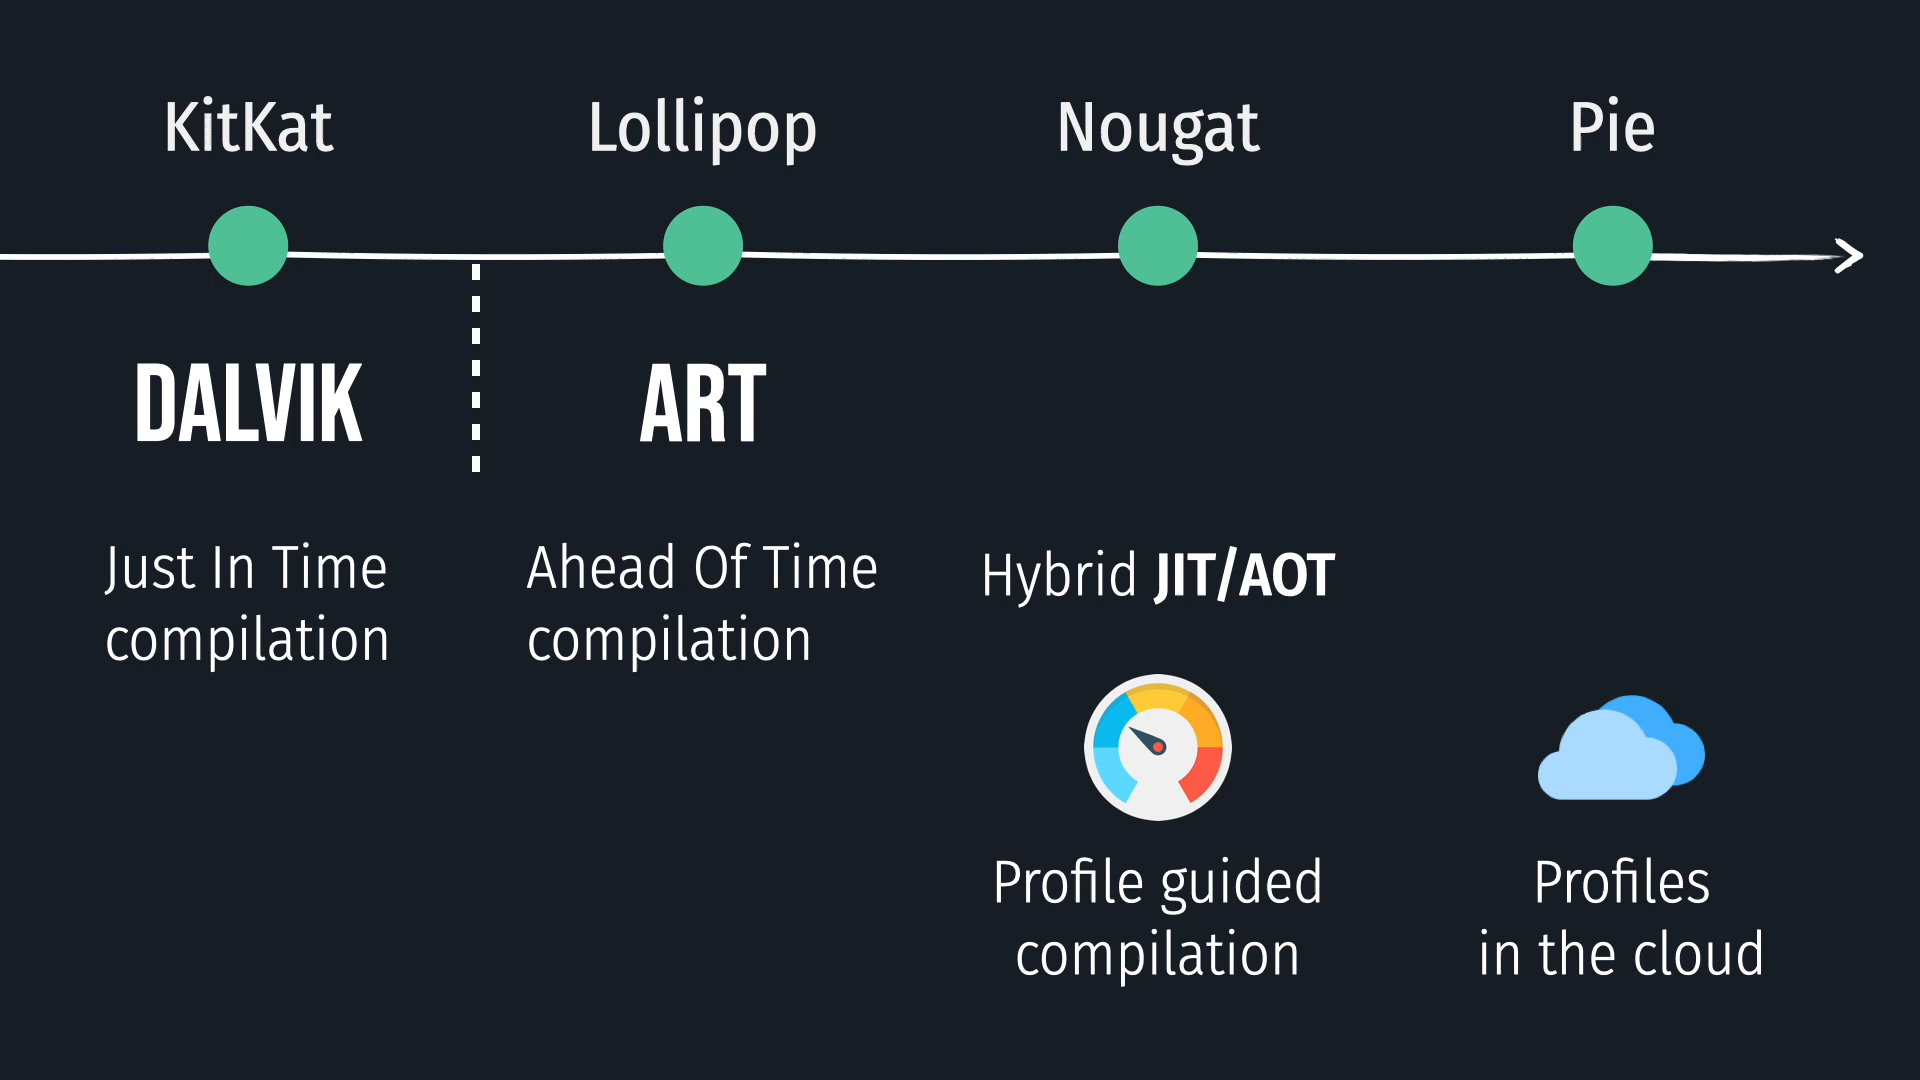 KitKat
Lollipop
Nougat
Pie
DALVIK
ART
Just In Time
compilation
Ahead Of Time
compilation
Hybrid JIT/AOT
Profile guided
compilation
Profiles
in the cloud